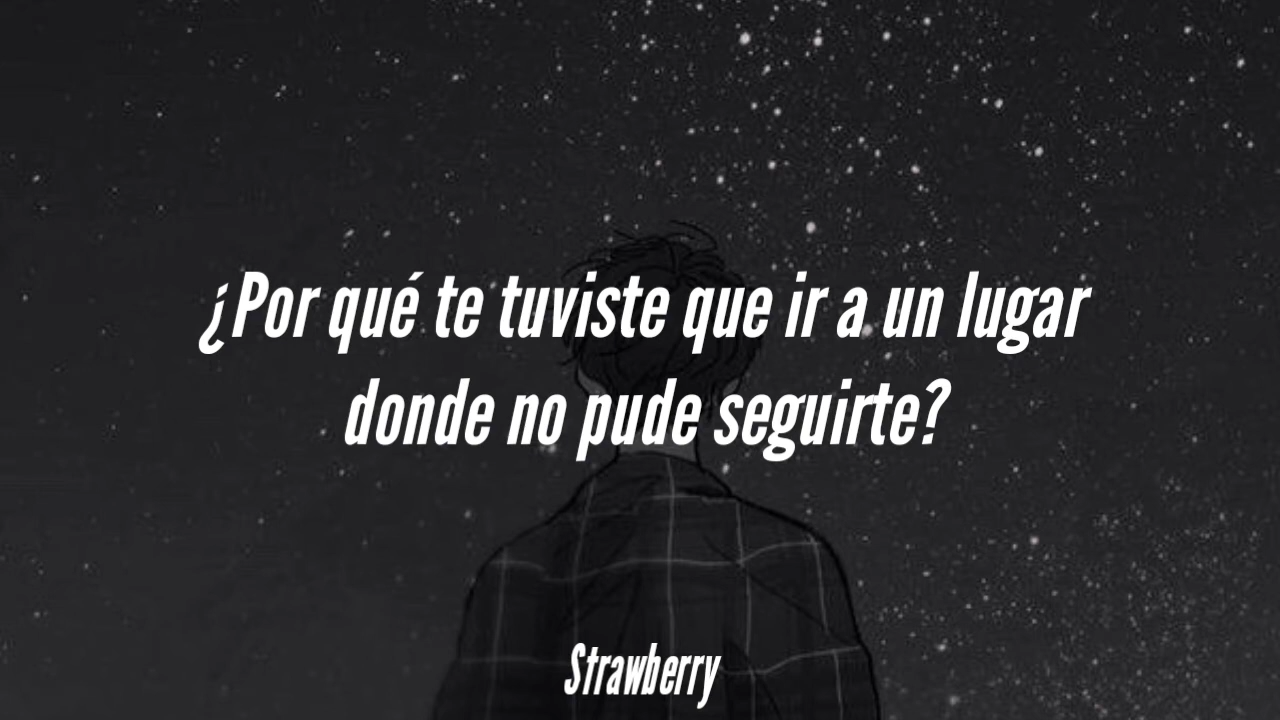 ¿Por qué te tuviste que ir a un lugar
donde no pude seguirte?
Strawberry